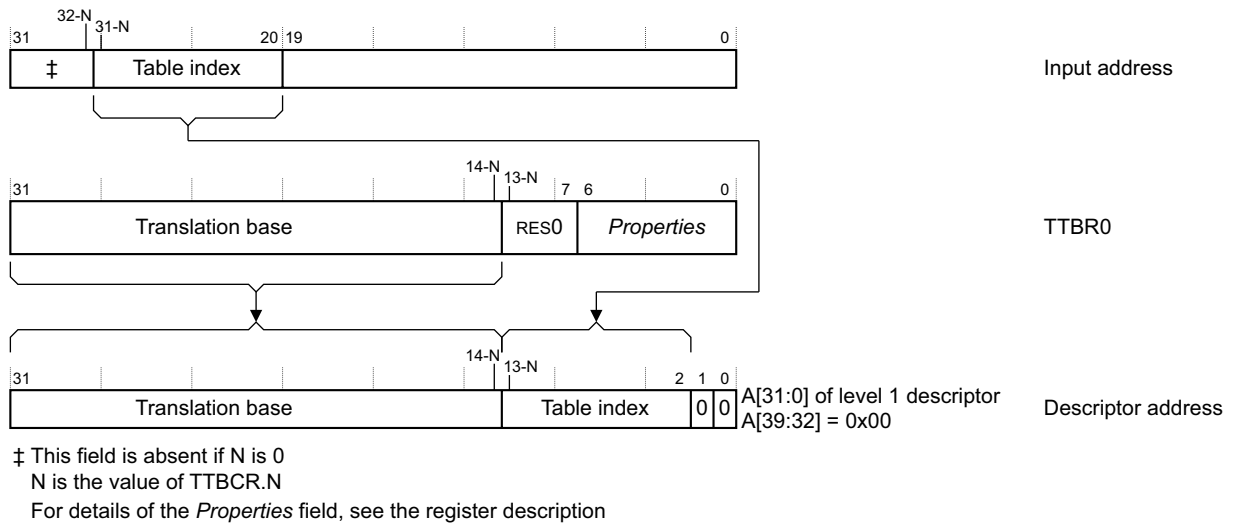 32-N
31-N
31 20 19 0
‡ Table index Input address
14-N
13-N
31 7 6 0
Translation base RES0 Properties TTBR0
14-N
13-N
31 2 1 0
Translation base Table index 0 0 A[31:0] of level 1 descriptor
A[39:32] = 0x00 Descriptor address
‡ This field is absent if N is 0
N is the value of TTBCR.N
For details of the Properties field, see the register description